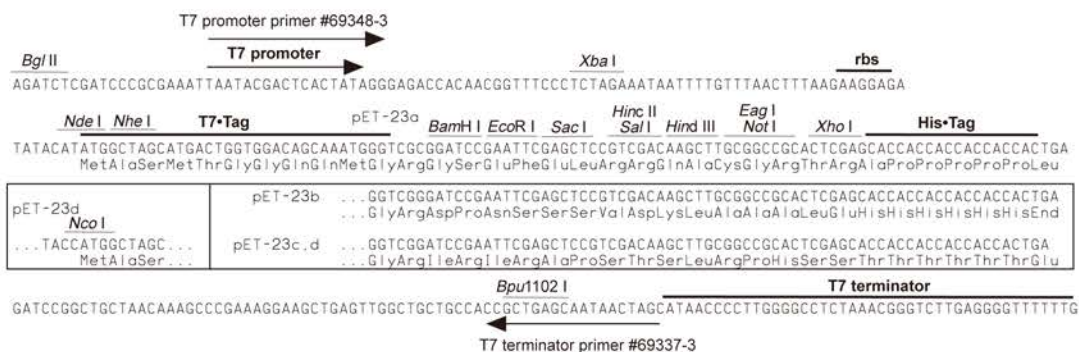 T7 promoter primer #69348-3
Bgl II T7 promoter Xba I rbs
AGATCTCGATCCCGCGAAATTAATACGACTCACTATAGGGAGACCACAACGGTTTCCCTCTAGAAATAATTTTGTTTAACTTTAAGAAGGAGA
Nde I Nhe I T7•Tag pET-23a BamH I EcoR I Sac I Hinc II Sal I Hind III Eag I Not I Xho I His•Tag
TATACATATGGCTAGCATGACTGGTGGACAGCAAATGGGTCGCGGATCCGAATTCGAGCTCCGTCGACAAGCTTGCGGCCGCACTCGAGCACCACCACCACCACCACTGA
MetAlaSerMetThrGlyGlyGlnGlnMetGlyArgGlySerGluPheGluLeuArgArgGlnAlaCysGlyArgThrArgAlaProProProProProLeu
pET-23b ...GGTCGGGATCCGAATTCGAGCTCCGTCGACAAGCTTGCGGCCGCACTCGAGCACCACCACCACCACCACTGA
...GlyArgAspProAsnSerSerSerValAspLysLeuAlaAlaAlaLeuGluHisHisHisHisHisHisEnd
pET-23d
Nco I
...TACCATGGCTAGC...
MetAlaSer...
pET-23c,d ...GGTCGGATCCGAATTCGAGCTCCGTCGACAAGCTTGCGGCCGCACTCGAGCACCACCACCACCACCACTGA
...GlyArgIleArgIleArgAlaProSerThrSerLeuArgProHisSerSerThrThrThrThrThrThrGlu
Bpu1102 I T7 terminator
GATCCGGCTGCTAACAAAGCCCGAAAGGAAGCTGAGTTGGCTGCTGCCACCGCTGAGCAATAACTAGCATAACCCCTTGGGGCCTCTAAACGGGTCTTGAGGGGTTTTTTG
T7 terminator primer #69337-3